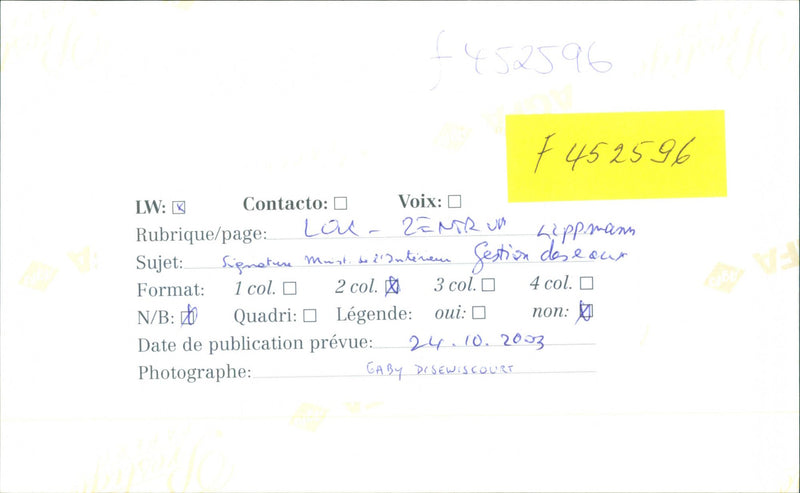 f 452596
f 452596
LW: ☒ Contacto: ☐ Voix: ☐
Rubrique/page: LOK - ZENTRUM Lippmann
Sujet: Signature Minist. de l'Intérieur Gestion des eaux
Format: 1 col. ☐ 2 col. ☒ 3 col. ☐ 4 col. ☐
N/B: ☒ Quadri: ☐ Légende: oui: ☐ non: ☒
Date de publication prévue: 24.10.2003
Photographe: GABY DISEWISCOURT